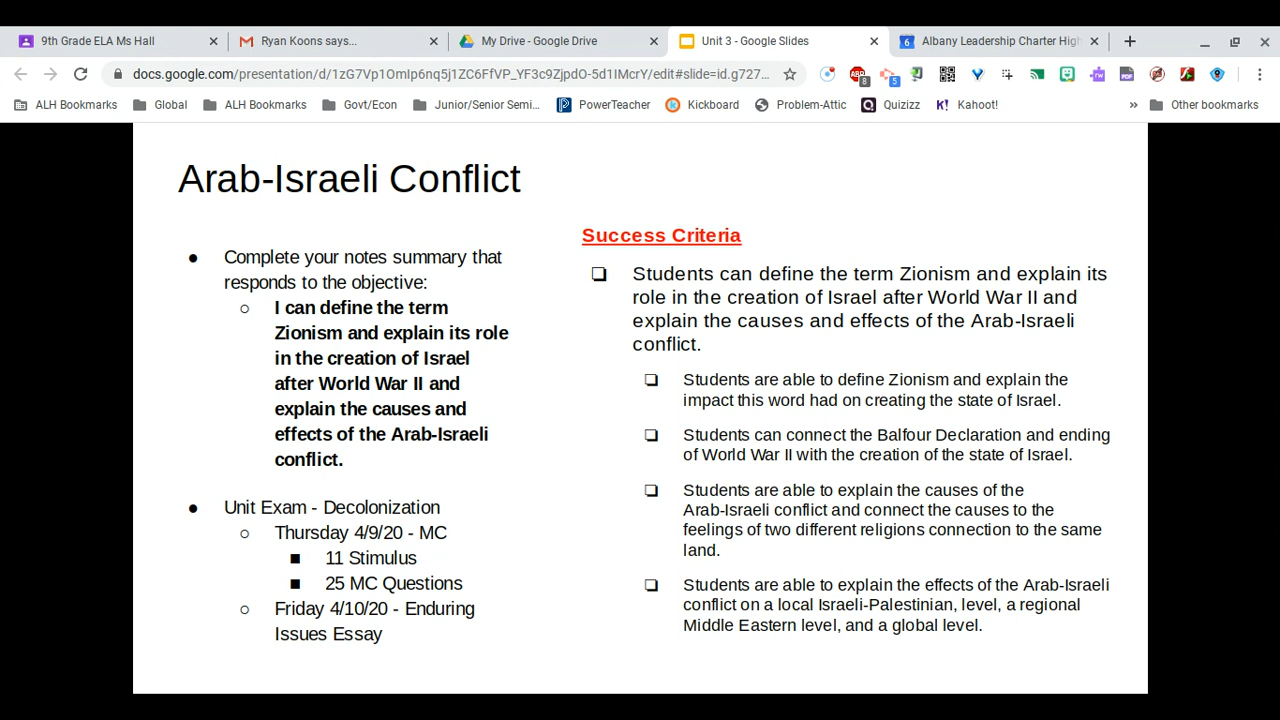 9th Grade ELA Ms Hall
Ryan Koons says...
My Drive - Google Drive
Unit 3 - Google Slides
Albany Leadership Charter High
docs.google.com/presentation/d/1zG7Vp1OmIpOhq5j1ZC6FfVP_YF3c9ZjpdO-5d1IMcrY/edit#slide=id.g727...
8
5
ALH Bookmarks
Global
ALH Bookmarks
Govt/Econ
Junior/Senior Semi...
PowerTeacher
Kickboard
Problem-Attic
Quizizz
K! Kahoot!
»
Other bookmarks
Arab-Israeli Conflict
● Complete your notes summary that
responds to the objective:
○ I can define the term
Zionism and explain its role
in the creation of Israel
after World War II and
explain the causes and
effects of the Arab-Israeli
conflict.
● Unit Exam - Decolonization
○ Thursday 4/9/20 - MC
■ 11 Stimulus
■ 25 MC Questions
○ Friday 4/10/20 - Enduring
Issues Essay
Success Criteria
❏ Students can define the term Zionism and explain its
role in the creation of Israel after World War II and
explain the causes and effects of the Arab-Israeli
conflict.
❏ Students are able to define Zionism and explain the
impact this word had on creating the state of Israel.
❏ Students can connect the Balfour Declaration and ending
of World War II with the creation of the state of Israel.
❏ Students are able to explain the causes of the
Arab-Israeli conflict and connect the causes to the
feelings of two different religions connection to the same
land.
❏ Students are able to explain the effects of the Arab-Israeli
conflict on a local Israeli-Palestinian, level, a regional
Middle Eastern level, and a global level.